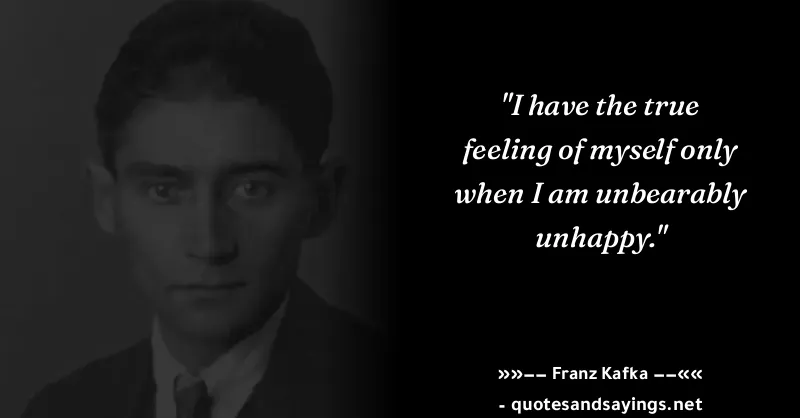 "I have the true
feeling of myself only
when I am unbearably
unhappy."
»»−− Franz Kafka −−««
- quotesandsayings.net